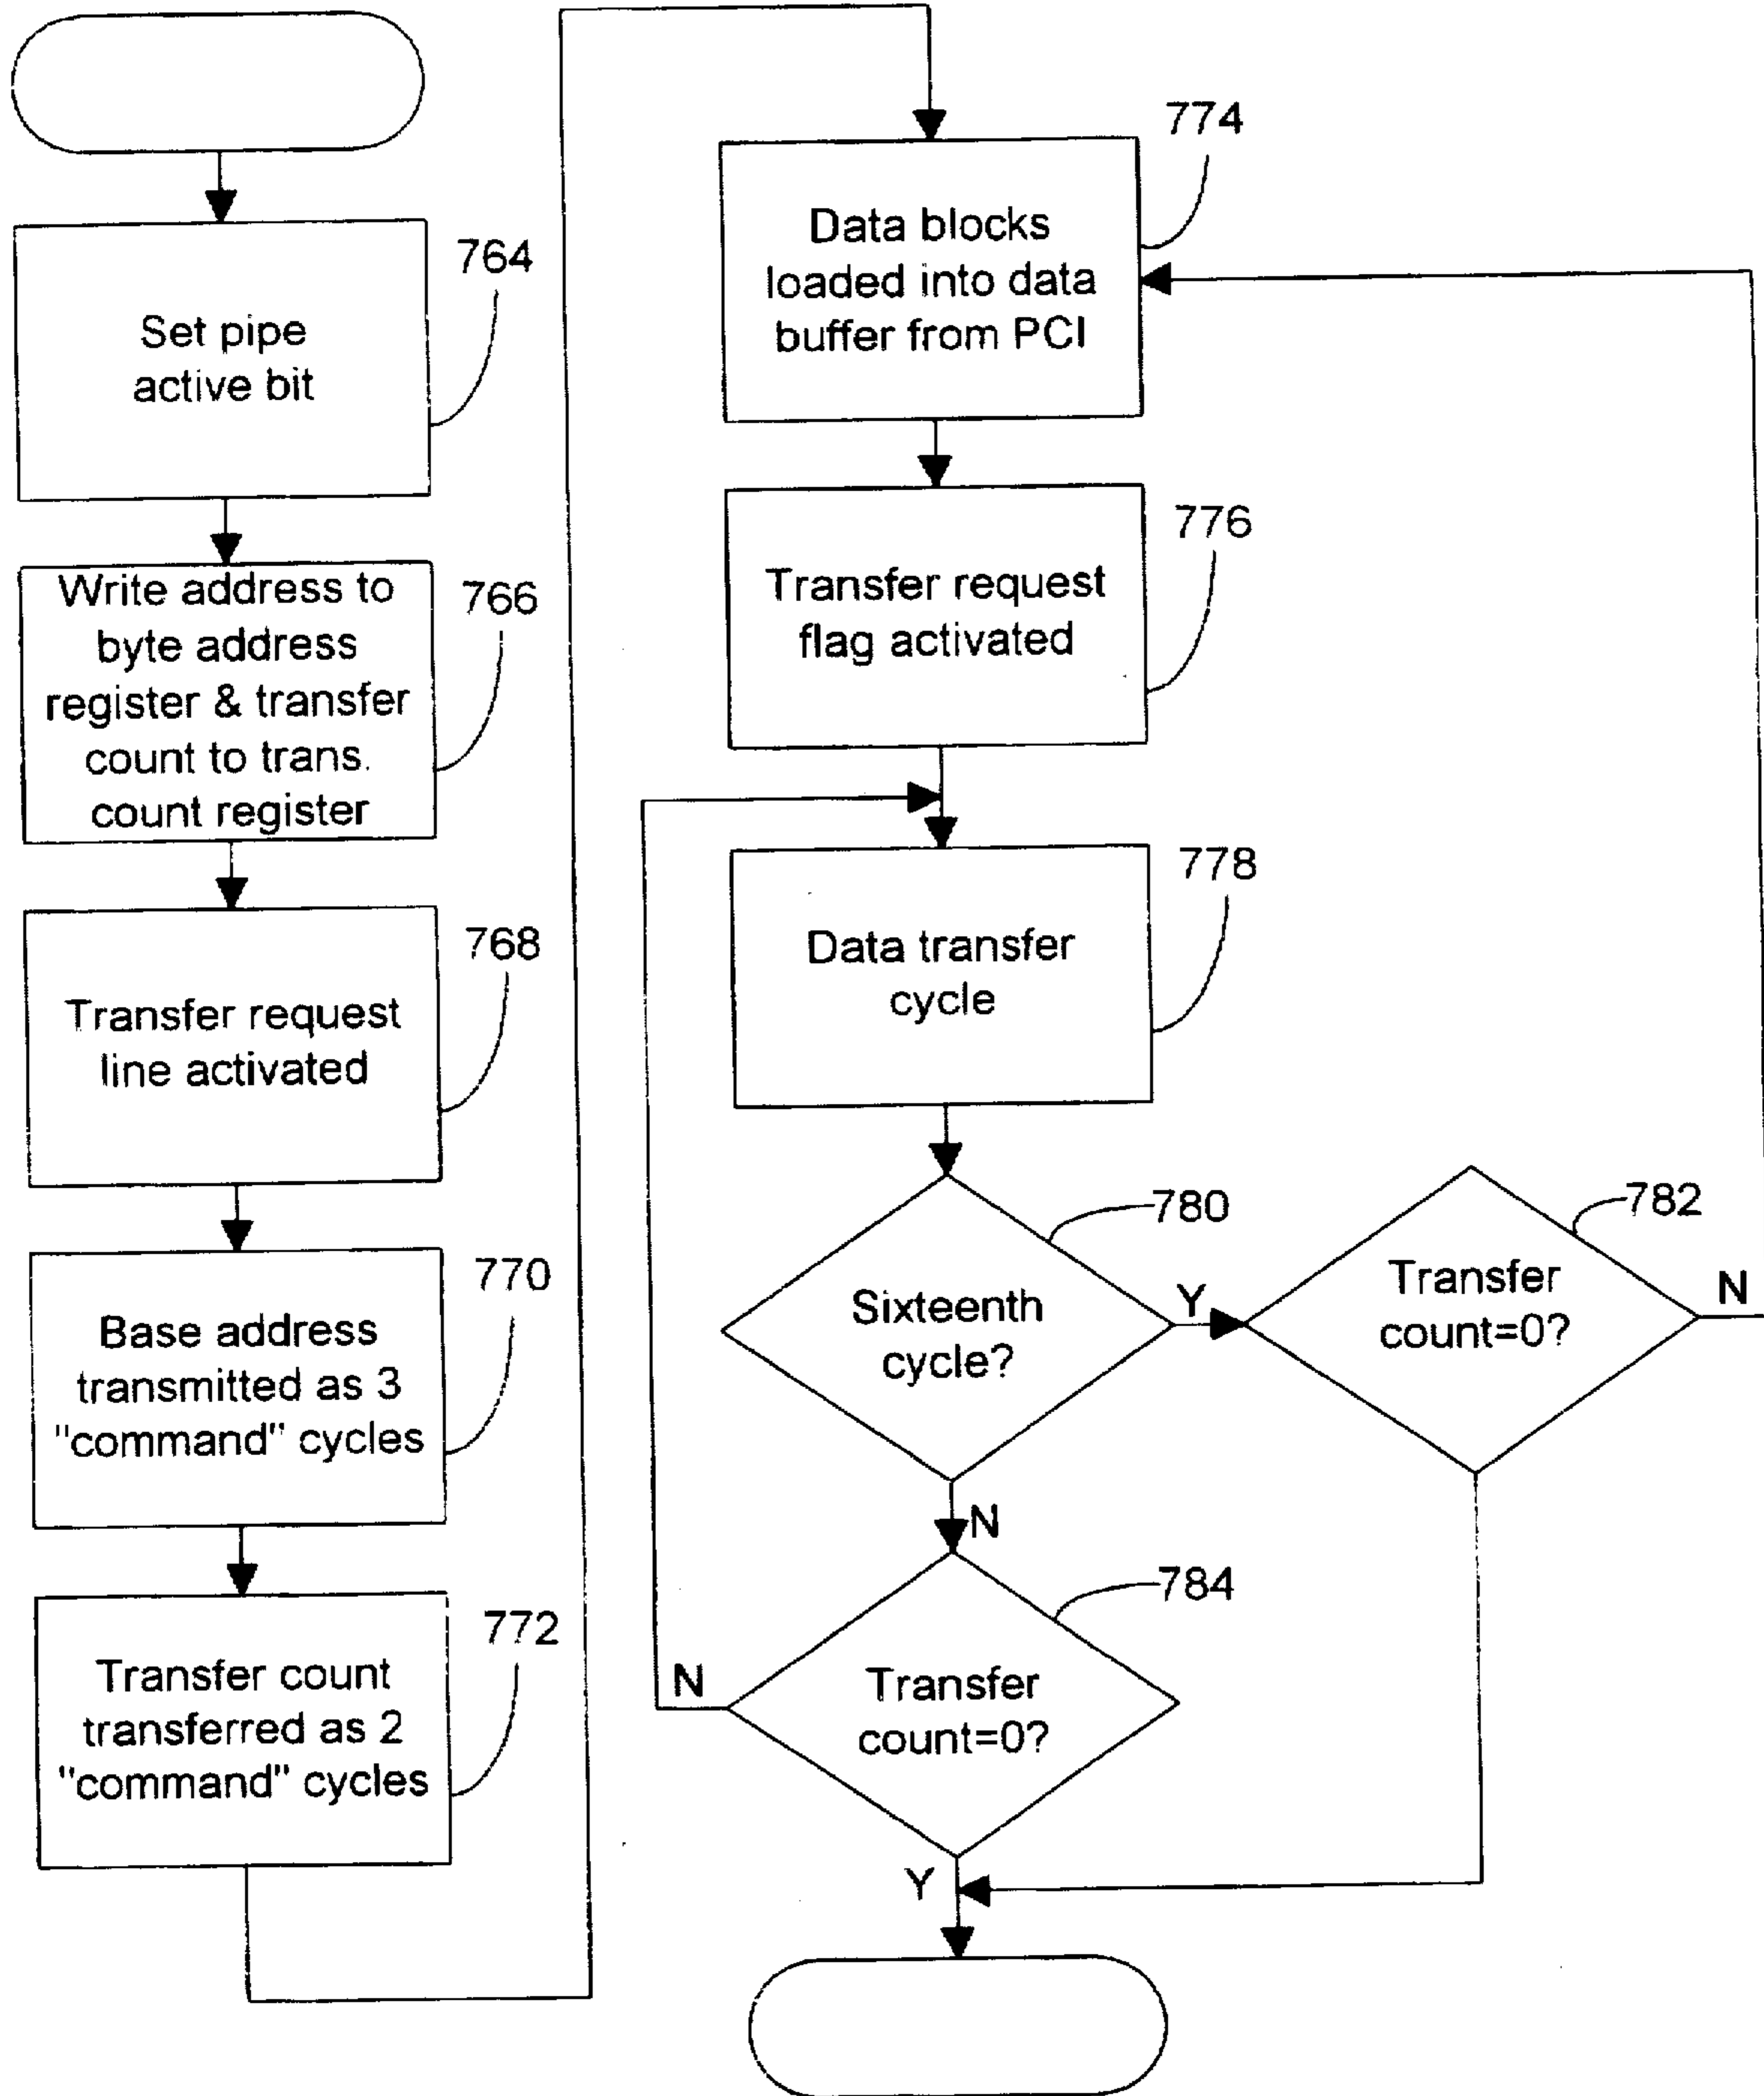 764
Set pipe
active bit
766
Write address to
byte address
register & transfer
count to trans.
count register
768
Transfer request
line activated
770
Base address
transmitted as 3
"command" cycles
772
Transfer count
transferred as 2
"command" cycles
774
Data blocks
loaded into data
buffer from PCI
776
Transfer request
flag activated
778
Data transfer
cycle
780
Sixteenth
cycle?
Y
N
782
Transfer
count=0?
N
784
Transfer
count=0?
N
Y